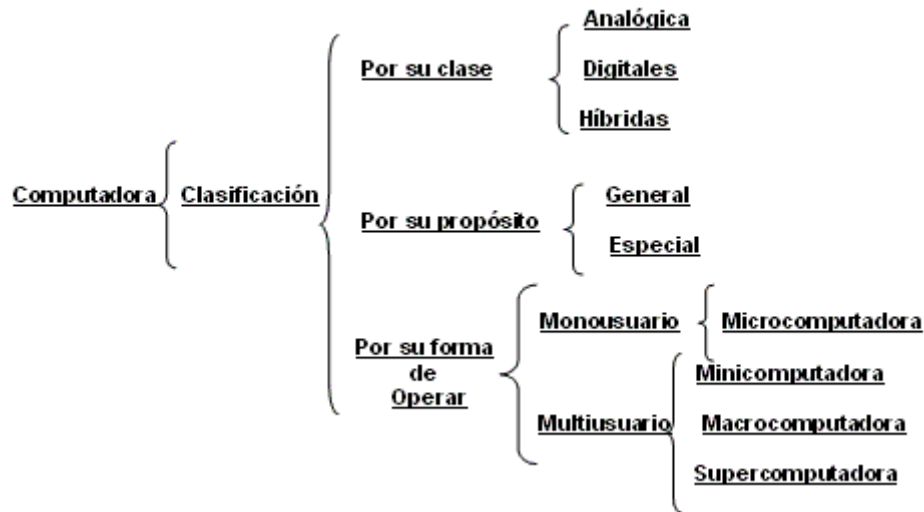 Computadora
Clasificación
Por su clase
Analógica
Digitales
Híbridas
Por su propósito
General
Especial
Por su forma
de
Operar
Monousuario
Microcomputadora
Multiusuario
Minicomputadora
Macrocomputadora
Supercomputadora